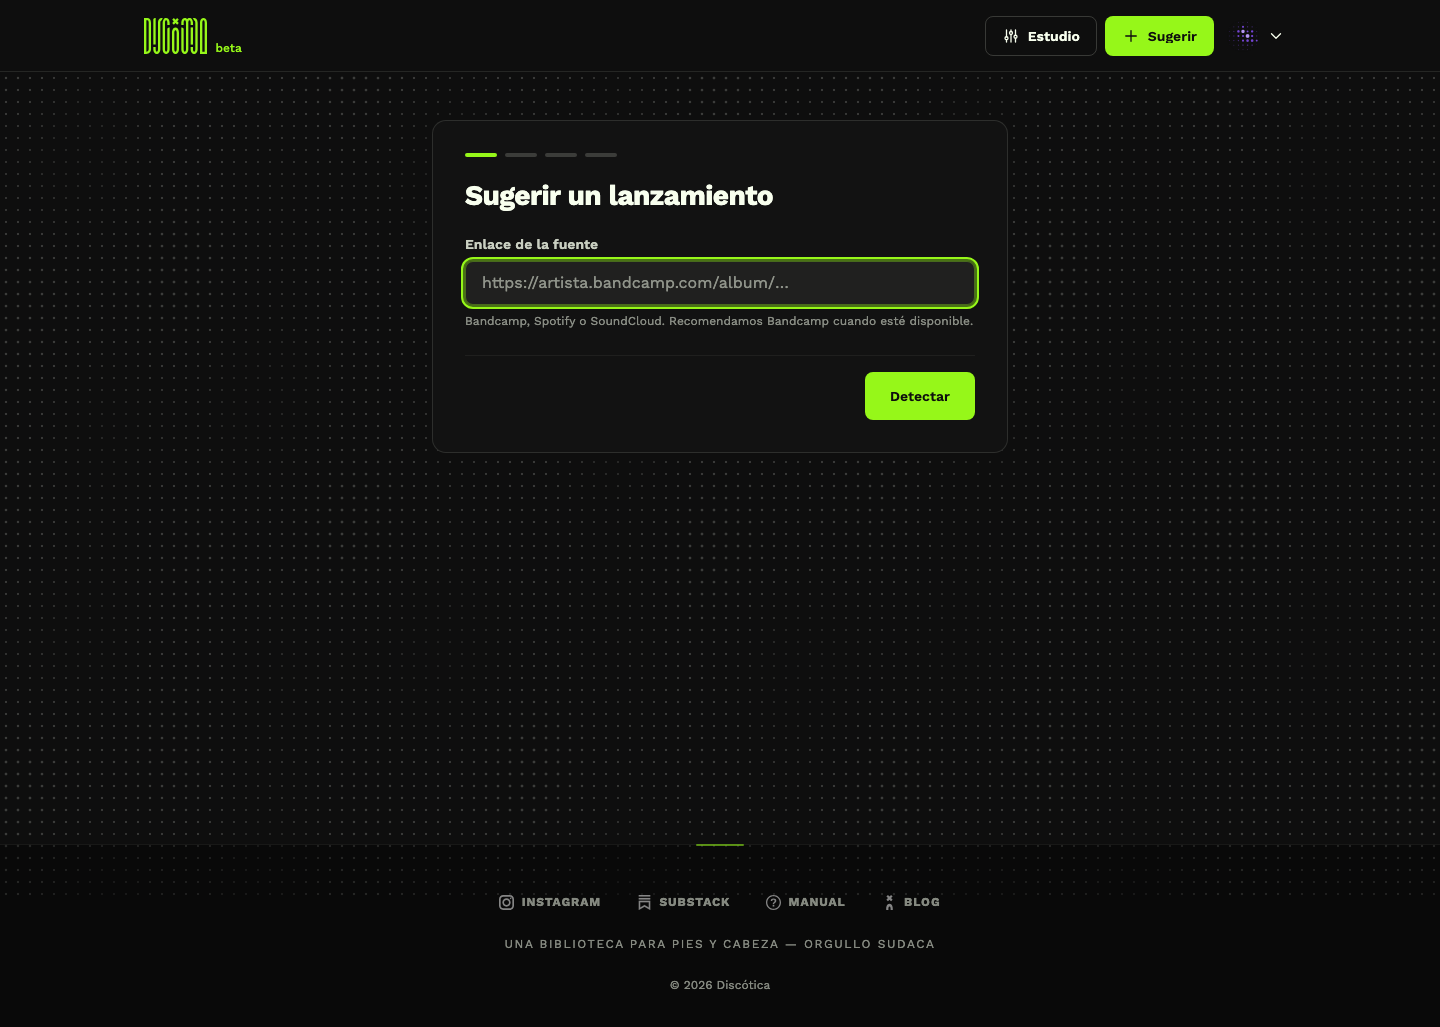 DISCÓTICA beta
Estudio
Sugerir
Sugerir un lanzamiento
Enlace de la fuente
https://artista.bandcamp.com/album/...
Bandcamp, Spotify o SoundCloud. Recomendamos Bandcamp cuando esté disponible.
Detectar
INSTAGRAM
SUBSTACK
MANUAL
BLOG
UNA BIBLIOTECA PARA PIES Y CABEZA — ORGULLO SUDACA
© 2026 Discótica